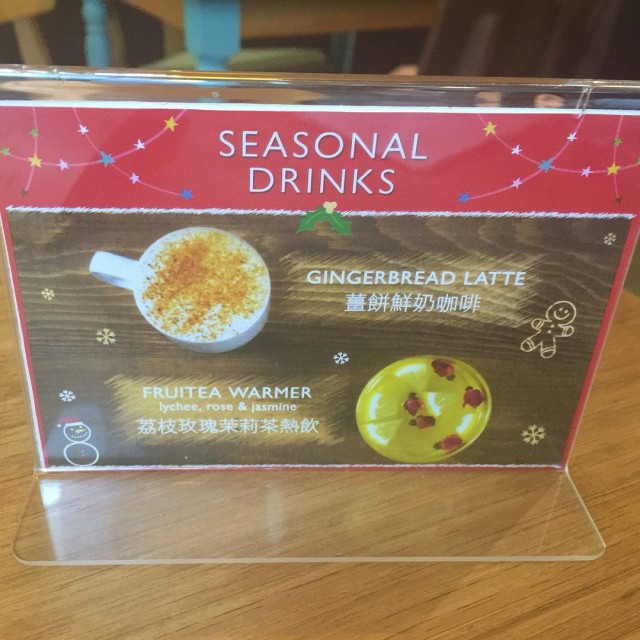 SEASONAL
DRINKS
GINGERBREAD LATTE
薑餅鮮奶咖啡
FRUITEA WARMER
lychee, rose & jasmine
荔枝玫瑰茉莉茶熱飲